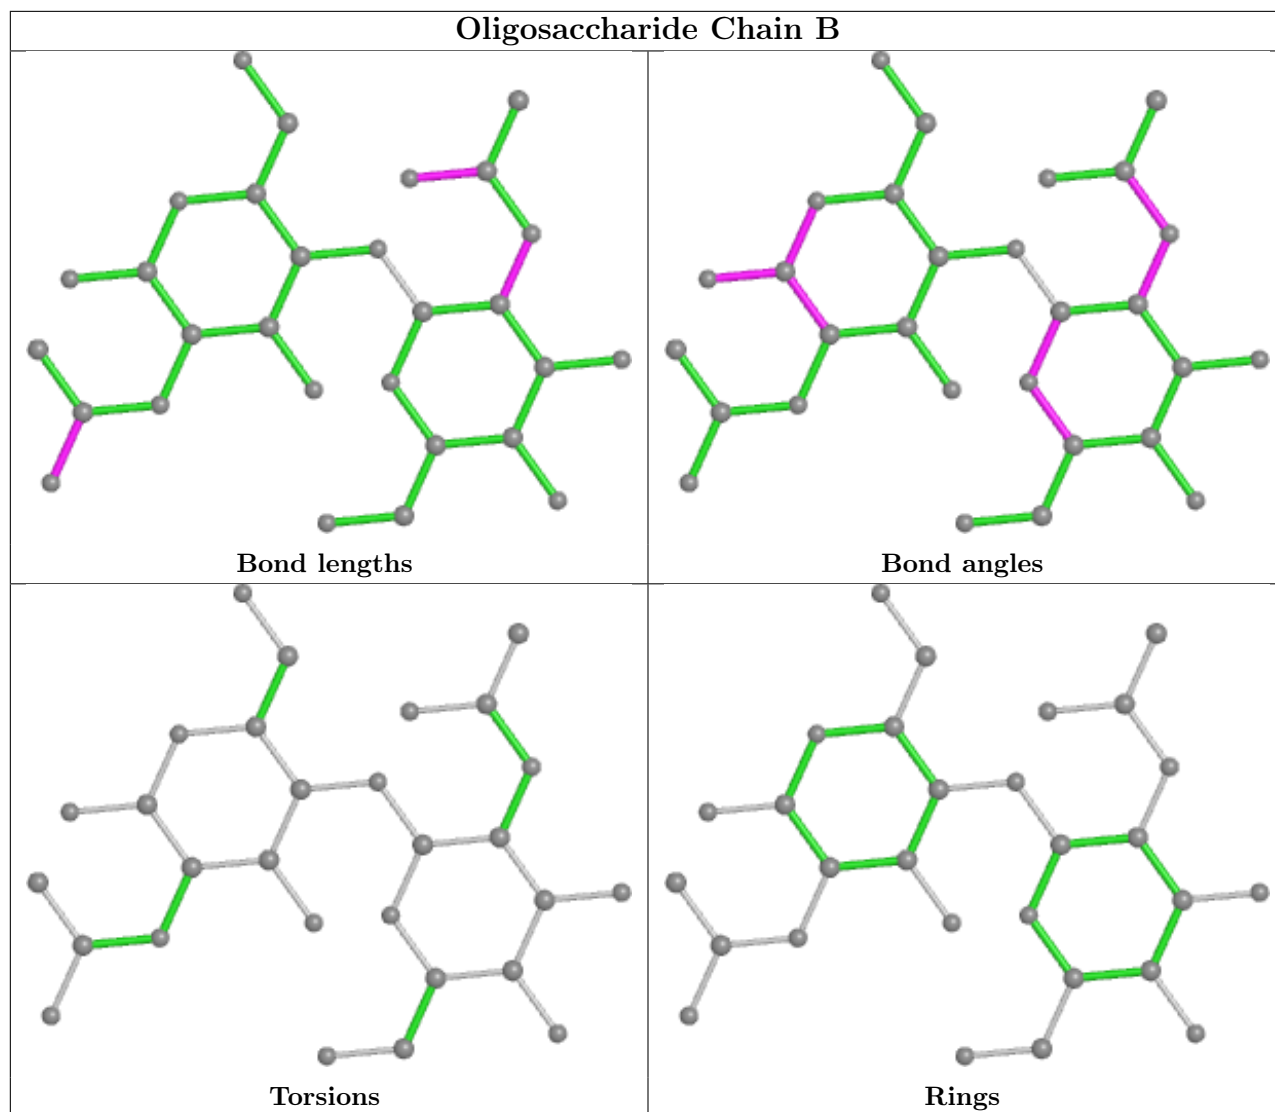 Oligosaccharide Chain B
Bond lengths
Bond angles
Torsions
Rings